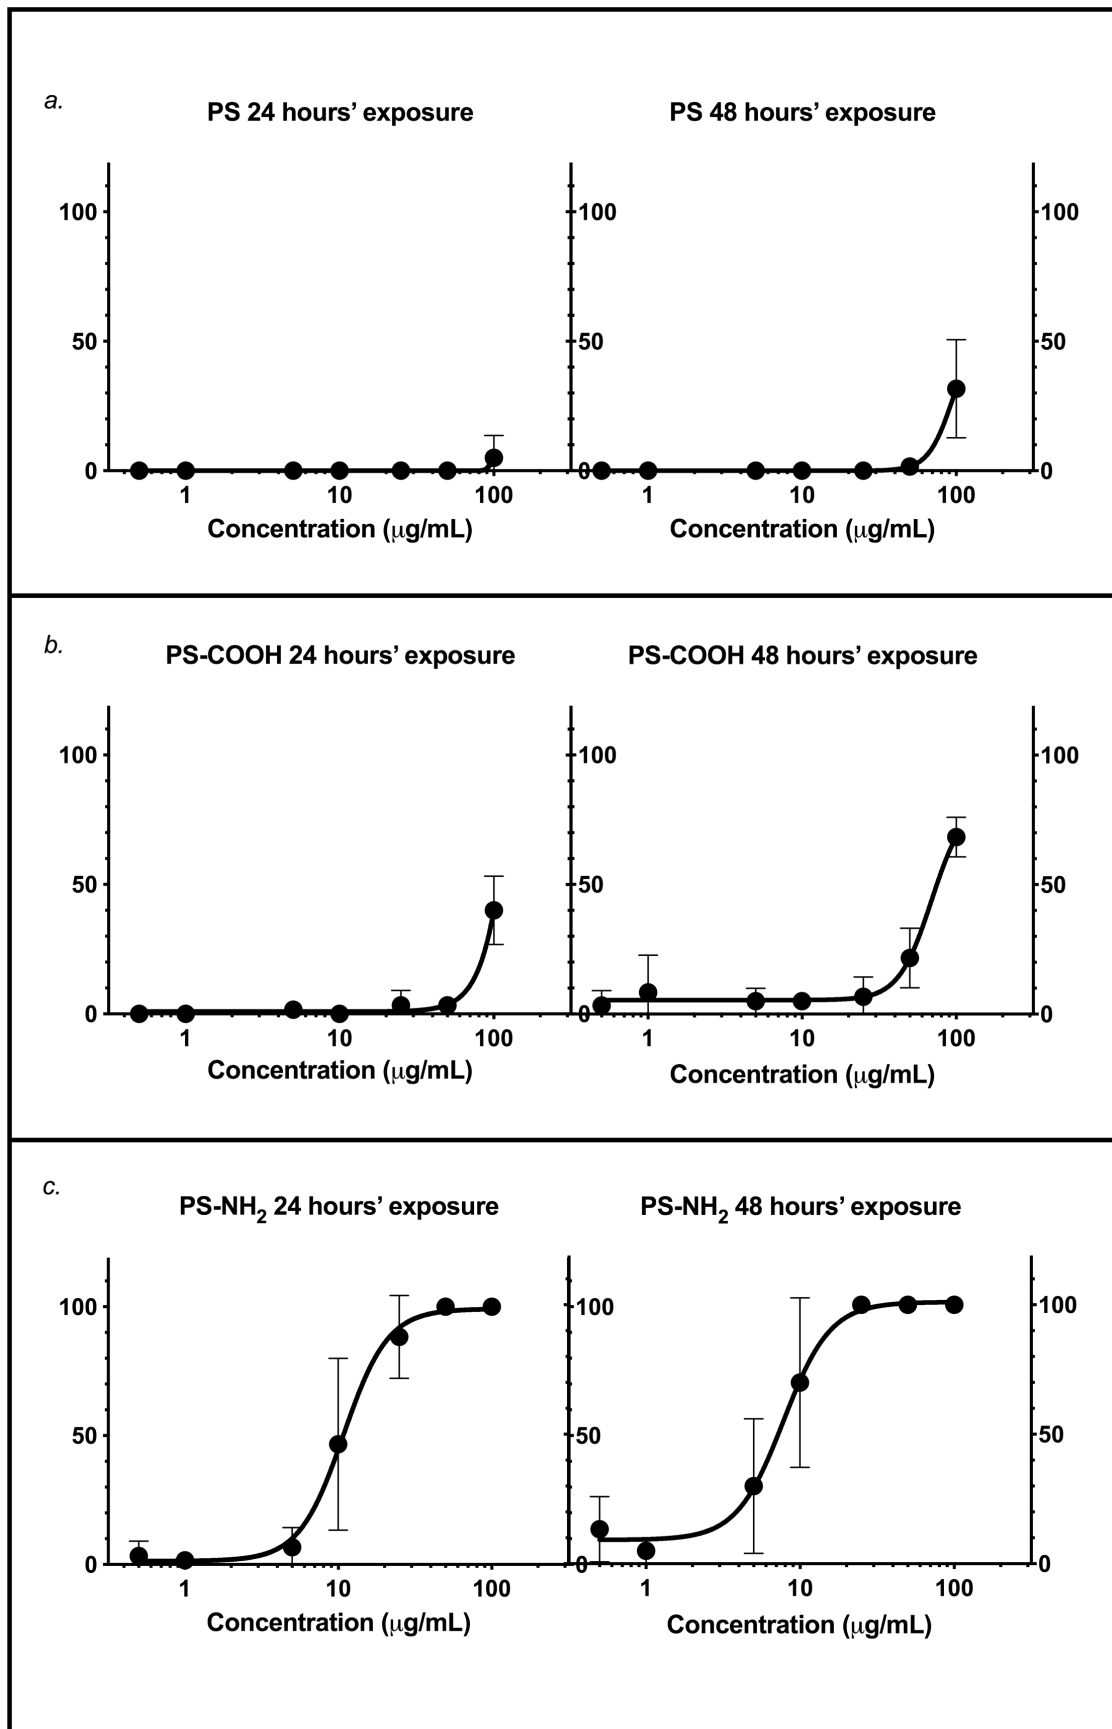 a.
PS 24 hours’ exposure PS 48 hours’ exposure
100 100 100
50 50 50
0 0 0
1 10 100 1 10 100
Concentration (μg/mL) Concentration (μg/mL)
b.
PS-COOH 24 hours’ exposure PS-COOH 48 hours’ exposure
100 100 100
50 50 50
0 0 0
1 10 100 1 10 100
Concentration (μg/mL) Concentration (μg/mL)
c.
PS-NH2 24 hours’ exposure PS-NH2 48 hours’ exposure
100 100 100
50 50 50
0 0 0
1 10 100 1 10 100
Concentration (μg/mL) Concentration (μg/mL)